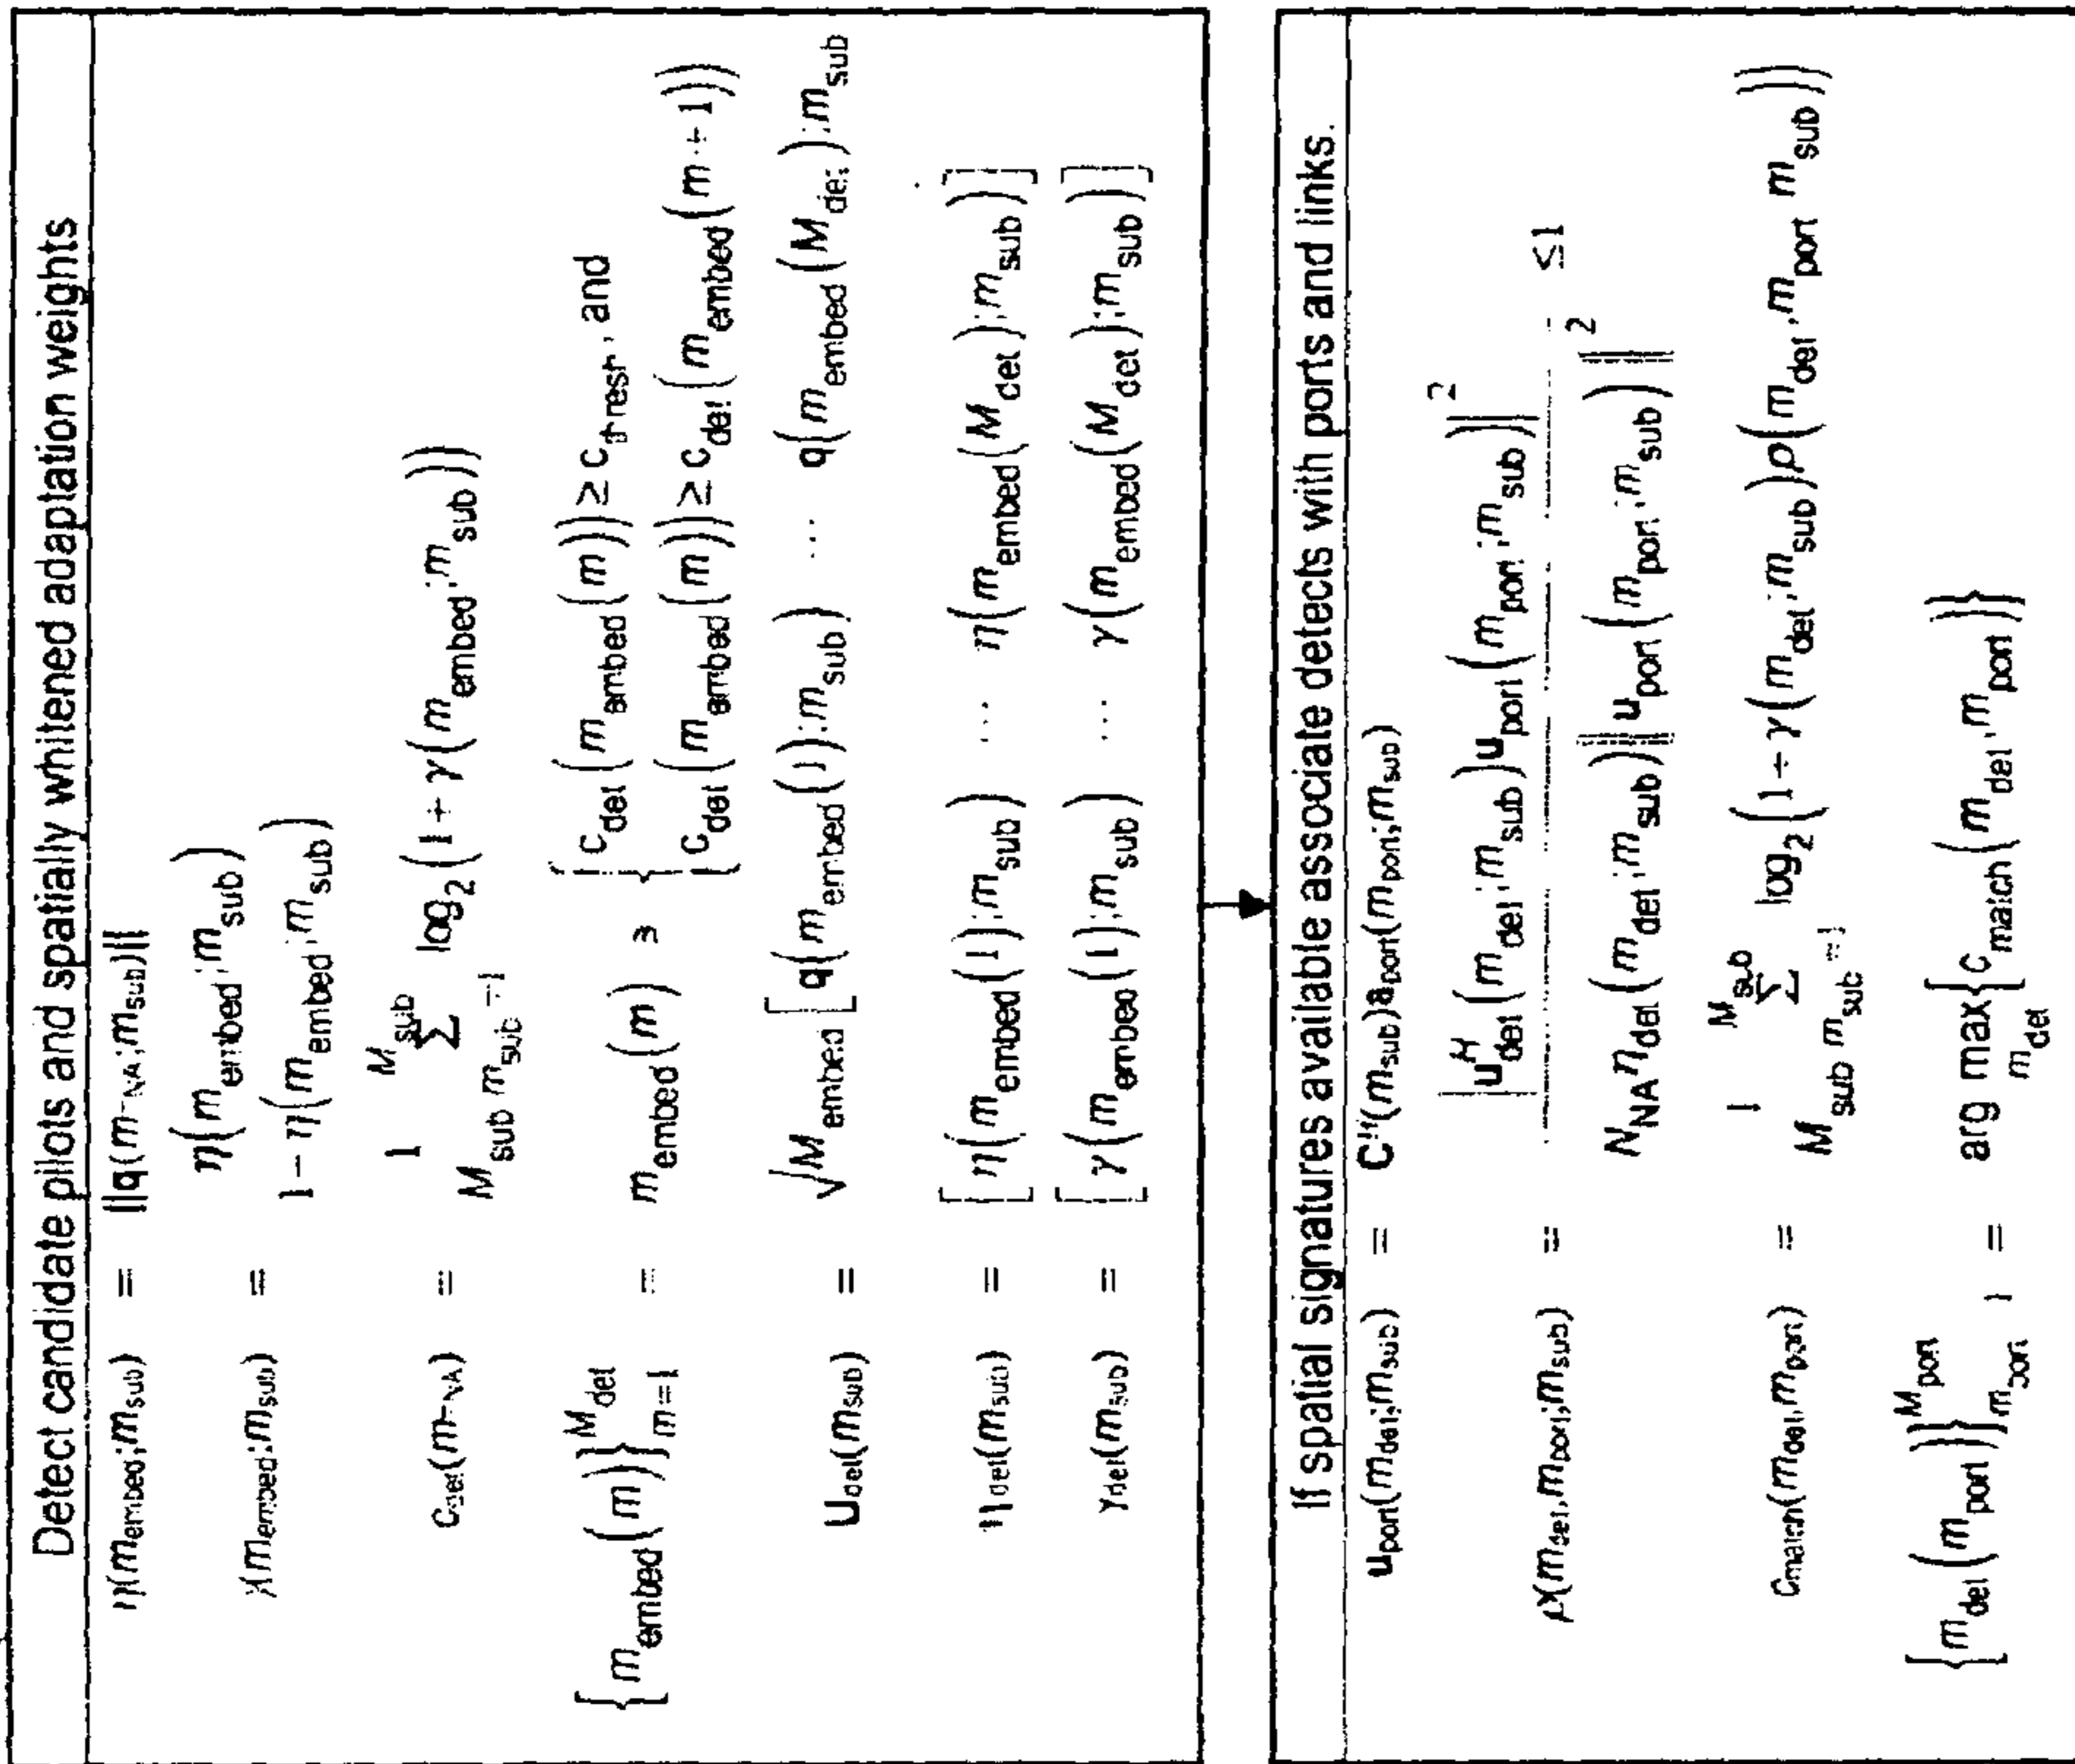 Detect candidate pilots and spatially whitened adaptation weights
η(m_embed;m_sub) = ||q(m_NA;m_sub)||
γ(m_embed;m_sub) = η(m_embed;m_sub) / 1−η(m_embed;m_sub)
c_det(m_NA) = 1/M_sub ∑_{m_sub=1}^{M_sub} log₂(1+γ(m_embed;m_sub))
{m_embed(m)}_{m=1}^{M_det} = m_embed(m) ∋ { c_det(m_embed(m)) ≥ c_thresh, and
c_det(m_embed(m)) ≥ c_det(m_embed(m+1))
U_det(m_sub) = √M_embed [q(m_embed(1);m_sub) ... q(m_embed(M_det);m_sub
η_det(m_sub) = [η(m_embed(1);m_sub) ... η(m_embed(M_det);m_sub)]
γ_det(m_sub) = [γ(m_embed(1);m_sub) ... γ(m_embed(M_det);m_sub)]
If spatial signatures available associate detects with ports and links.
u_port(m_det;m_sub) = C^H(m_sub)a_port(m_port;m_sub)
ρ(m_det,m_port,m_sub) = |u^H_det(m_det;m_sub)u_port(m_port;m_sub)|² / N_NA η_det(m_det;m_sub)||u_port(m_port;m_sub)||² ≤1
c_match(m_det,m_port) = 1/M_sub ∑_{m_sub=1}^{M_sub} log₂(1+γ(m_det;m_sub)ρ(m_det,m_port m_sub))
{m_det(m_port)}_{m_port 1}^{M_port} = arg max_{m_det}{c_match(m_det,m_port)}